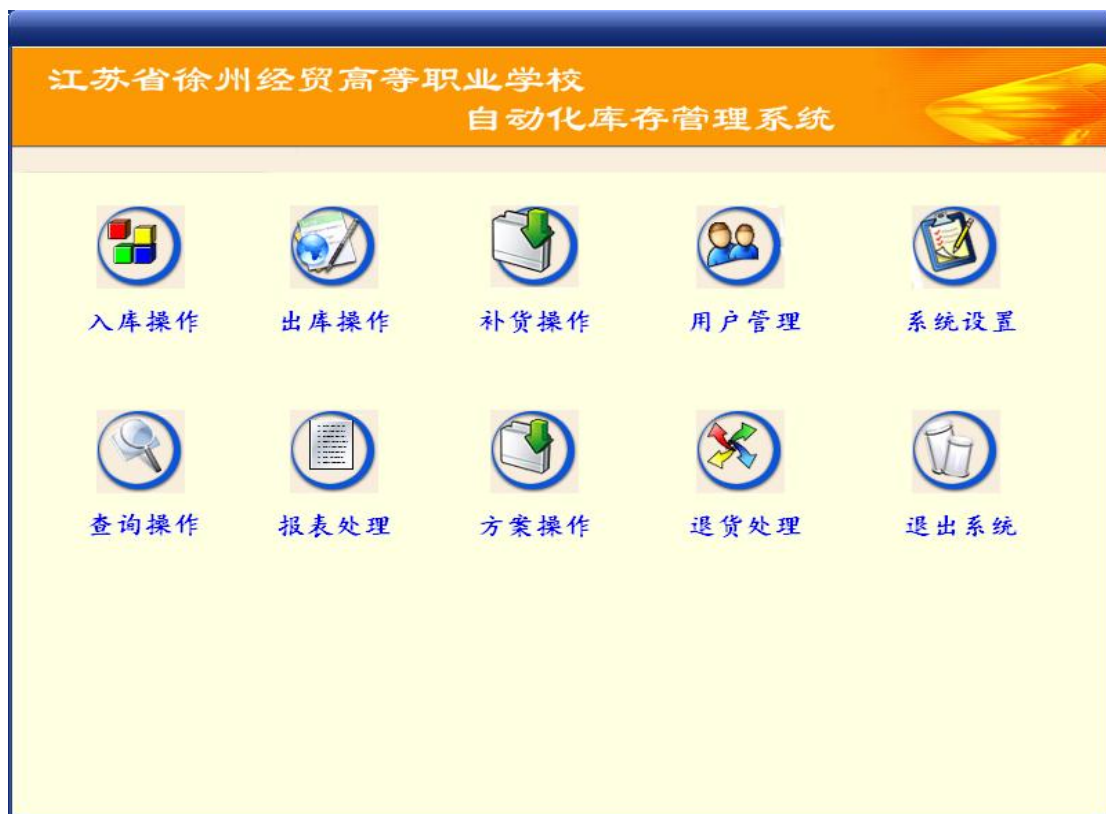 江苏省徐州经贸高等职业学校
自动化库存管理系统
入库操作 出库操作 补货操作 用户管理 系统设置
查询操作 报表处理 方案操作 退货处理 退出系统